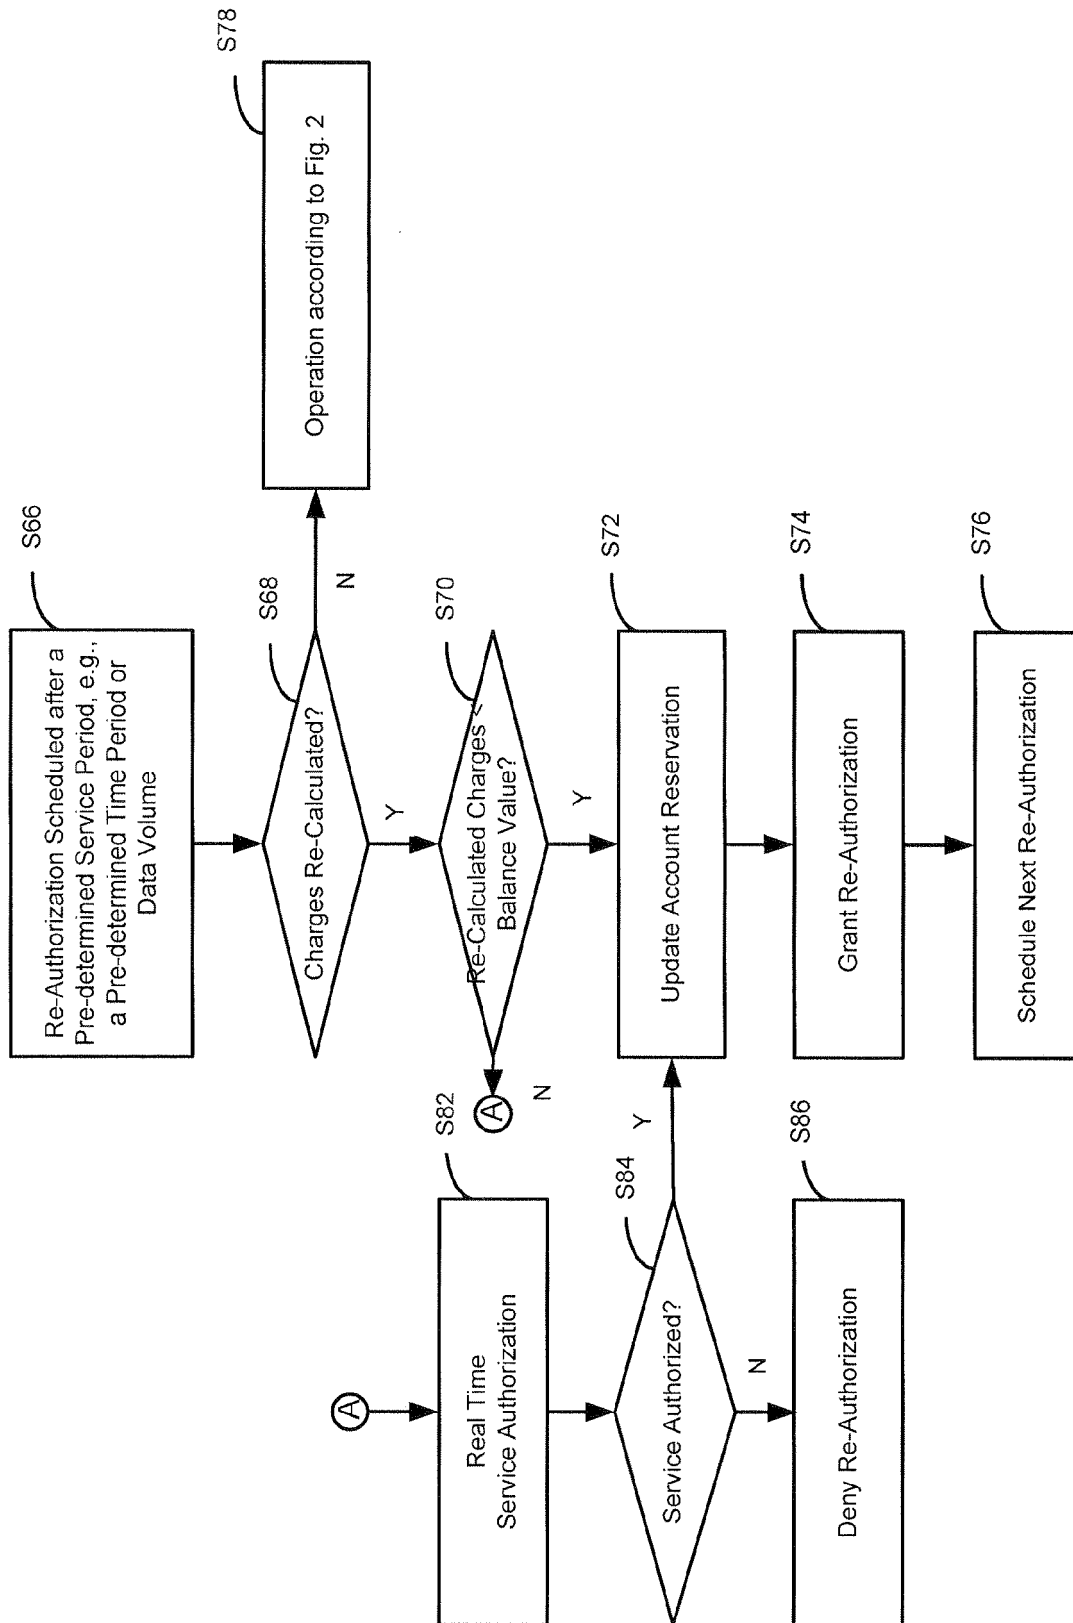 S66
Re-Authorization Scheduled after a
Pre-determined Service Period, e.g.,
a Pre-determined Time Period or
Data Volume
S68
Charges Re-Calculated?
N
Y
S78
Operation according to Fig. 2
S70
Re-Calculated Charges <
Balance Value?
N
A
Y
S72
Update Account Reservation
S74
Grant Re-Authorization
S76
Schedule Next Re-Authorization
A
S82
Real Time
Service Authorization
S84
Service Authorized?
Y
N
S86
Deny Re-Authorization